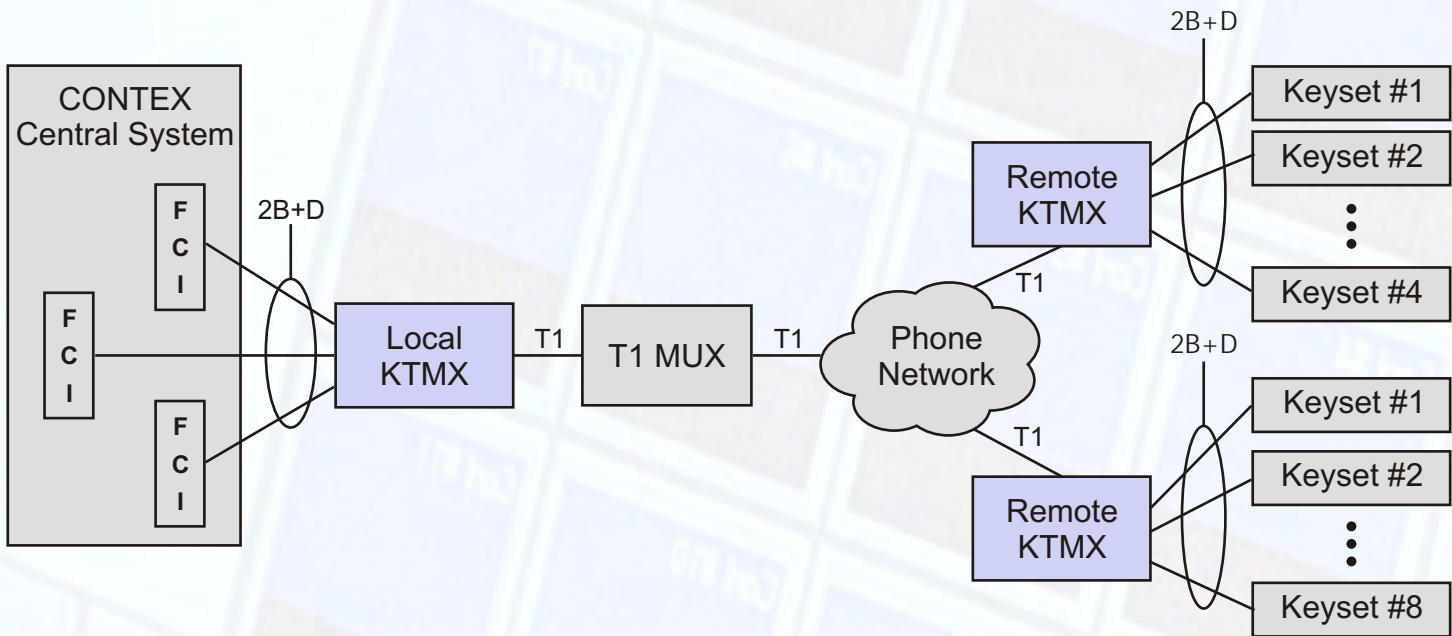 CONTEX
Central System
F
C
I
F
C
I
F
C
I
2B+D
Local
KTMX
T1
T1 MUX
T1
Phone
Network
T1
T1
Remote
KTMX
2B+D
Keyset #1
Keyset #2
Keyset #4
Remote
KTMX
2B+D
Keyset #1
Keyset #2
Keyset #8